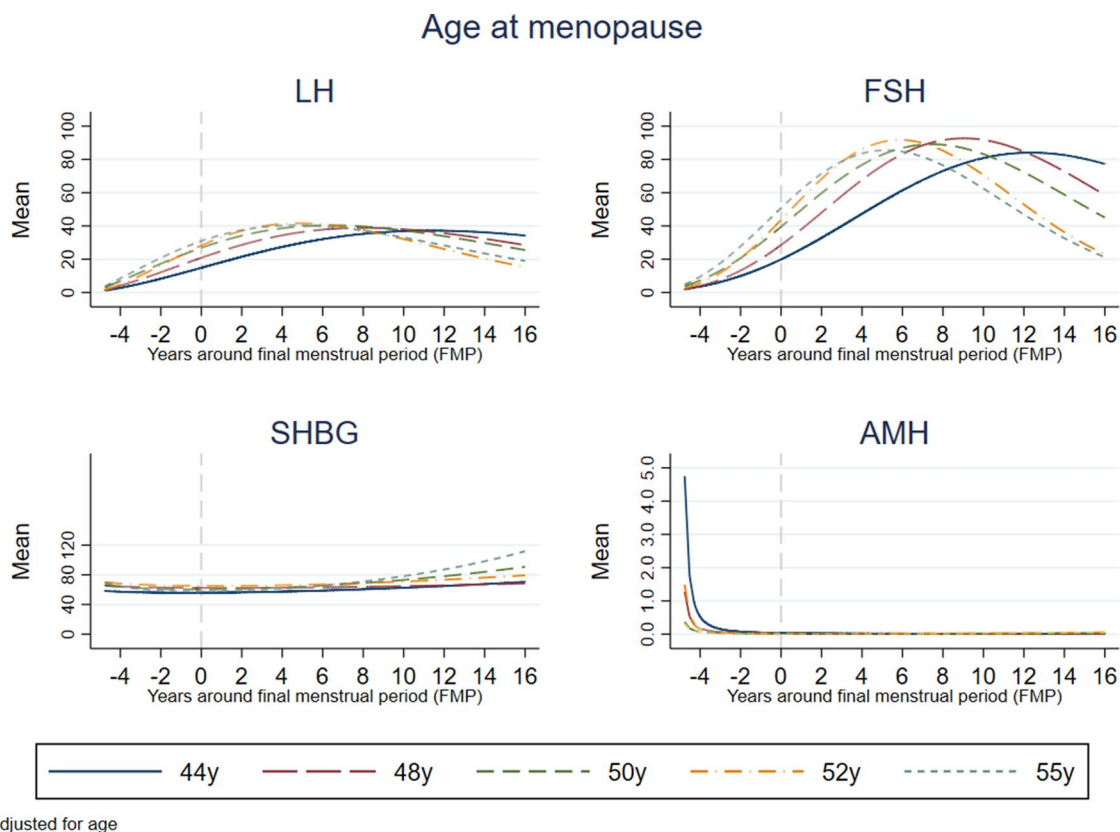 Age at menopause
LH
100
80
60
40
20
0
Mean
-4 -2 0 2 4 6 8 10 12 14 16
Years around final menstrual period (FMP)
FSH
100
80
60
40
20
0
Mean
-4 -2 0 2 4 6 8 10 12 14 16
Years around final menstrual period (FMP)
SHBG
120
80
40
0
Mean
-4 -2 0 2 4 6 8 10 12 14 16
Years around final menstrual period (FMP)
AMH
5.0
4.0
3.0
2.0
1.0
0.0
Mean
-4 -2 0 2 4 6 8 10 12 14 16
Years around final menstrual period (FMP)
44y 48y 50y 52y 55y
djusted for age